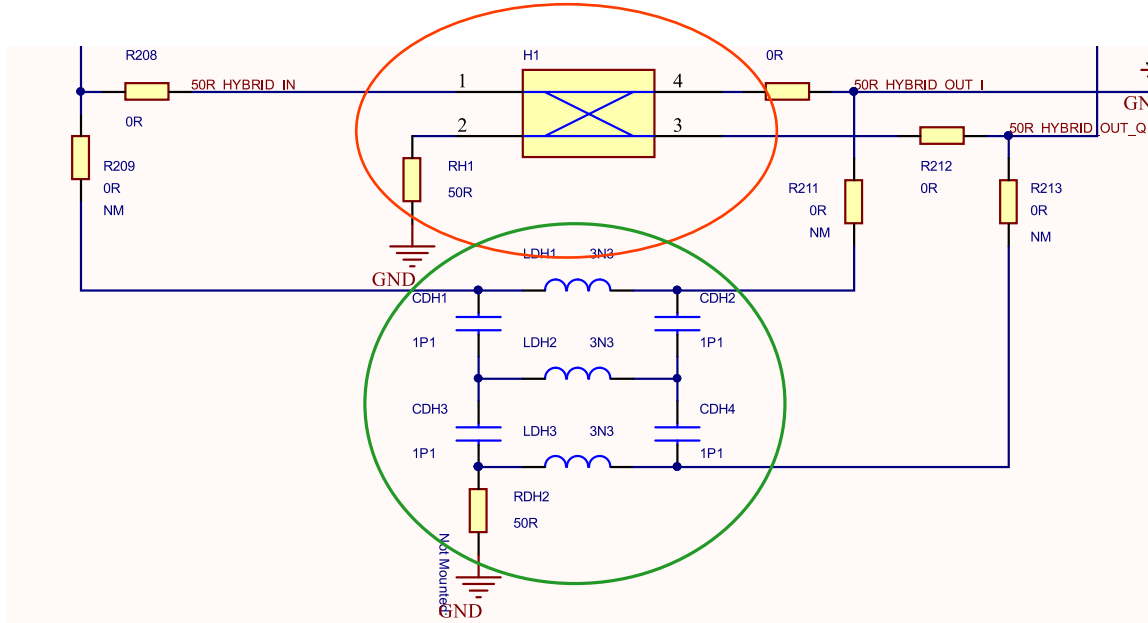 R208
H1
0R
50R_HYBRID_IN
1
4
50R_HYBRID_OUT_I
GN
0R
2
3
50R_HYBRID_OUT_Q
R209
0R
NM
RH1
50R
R212
0R
R211
0R
NM
R213
0R
NM
GND
LDH1 3N3
CDH1
CDH2
1P1
LDH2 3N3
1P1
CDH3
CDH4
1P1
LDH3 3N3
1P1
RDH2
50R
Not Mounted.
GND